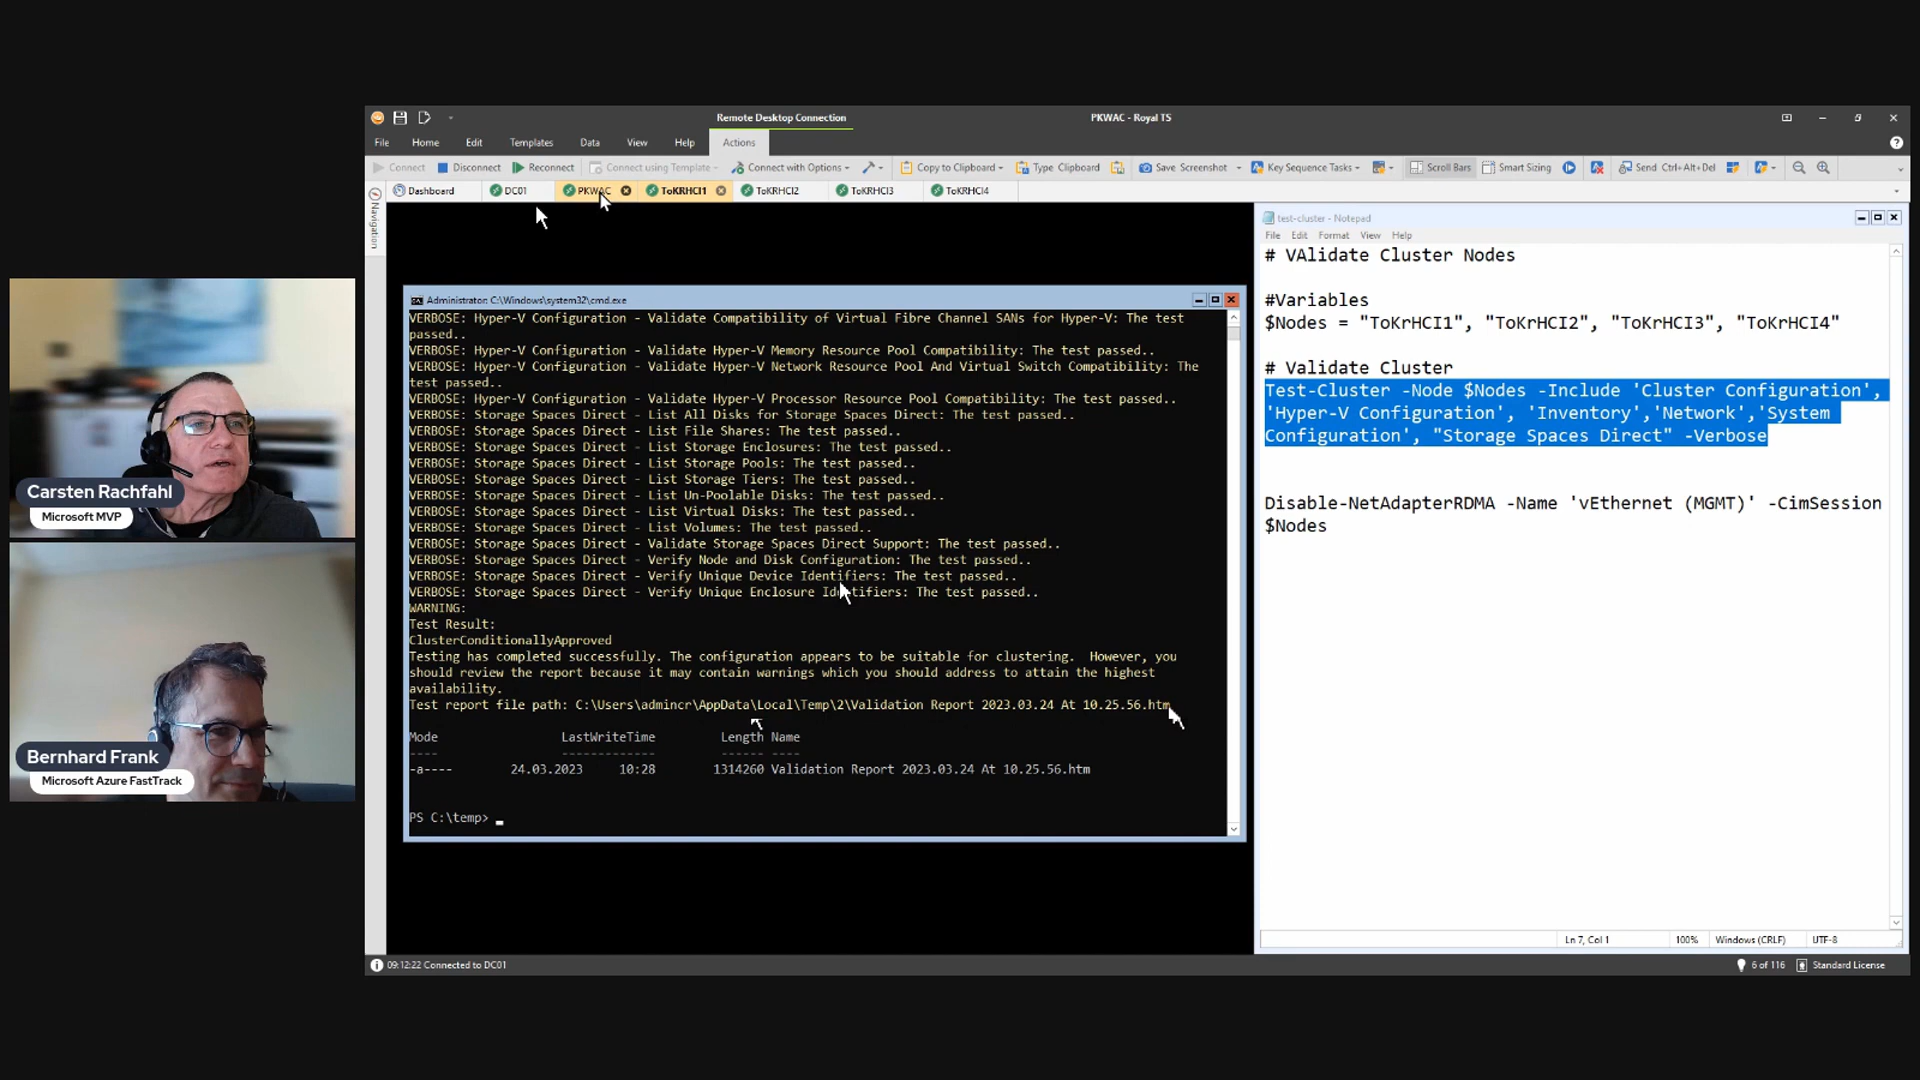 Remote Desktop Connection
PKWAC - Royal TS
File Home Edit Templates Data View Help Actions
Connect Disconnect Reconnect Connect using Template Connect with Options Copy to Clipboard Type Clipboard Save Screenshot Key Sequence Tasks Scroll Bars Smart Sizing Send Ctrl+Alt+Del
Dashboard DC01 PKWAC ToKRHCI1 ToKRHCI2 ToKRHCI3 ToKRHCI4
Navigation
Administrator: C:\Windows\system32\cmd.exe
VERBOSE: Hyper-V Configuration - Validate Compatibility of Virtual Fibre Channel SANs for Hyper-V: The test
passed..
VERBOSE: Hyper-V Configuration - Validate Hyper-V Memory Resource Pool Compatibility: The test passed..
VERBOSE: Hyper-V Configuration - Validate Hyper-V Network Resource Pool And Virtual Switch Compatibility: The
test passed..
VERBOSE: Hyper-V Configuration - Validate Hyper-V Processor Resource Pool Compatibility: The test passed..
VERBOSE: Storage Spaces Direct - List All Disks for Storage Spaces Direct: The test passed..
VERBOSE: Storage Spaces Direct - List File Shares: The test passed..
VERBOSE: Storage Spaces Direct - List Storage Enclosures: The test passed..
VERBOSE: Storage Spaces Direct - List Storage Pools: The test passed..
VERBOSE: Storage Spaces Direct - List Storage Tiers: The test passed..
VERBOSE: Storage Spaces Direct - List Un-Poolable Disks: The test passed..
VERBOSE: Storage Spaces Direct - List Virtual Disks: The test passed..
VERBOSE: Storage Spaces Direct - List Volumes: The test passed..
VERBOSE: Storage Spaces Direct - Validate Storage Spaces Direct Support: The test passed..
VERBOSE: Storage Spaces Direct - Verify Node and Disk Configuration: The test passed..
VERBOSE: Storage Spaces Direct - Verify Unique Device Identifiers: The test passed..
VERBOSE: Storage Spaces Direct - Verify Unique Enclosure Identifiers: The test passed..
WARNING:
Test Result:
ClusterConditionallyApproved
Testing has completed successfully. The configuration appears to be suitable for clustering.  However, you
should review the report because it may contain warnings which you should address to attain the highest
availability.
Test report file path: C:\Users\admincr\AppData\Local\Temp\2\Validation Report 2023.03.24 At 10.25.56.htm
Mode LastWriteTime Length Name
---- ------------- ------ ----
-a---- 24.03.2023 10:28 1314260 Validation Report 2023.03.24 At 10.25.56.htm
PS C:\temp> _
test-cluster - Notepad
File Edit Format View Help
# VAlidate Cluster Nodes
#Variables
$Nodes = "ToKrHCI1", "ToKrHCI2", "ToKrHCI3", "ToKrHCI4"
# Validate Cluster
Test-Cluster -Node $Nodes -Include 'Cluster Configuration',
'Hyper-V Configuration', 'Inventory','Network','System
Configuration', "Storage Spaces Direct" -Verbose
Disable-NetAdapterRDMA -Name 'vEthernet (MGMT)' -CimSession
$Nodes
Ln 7, Col 1 100% Windows (CRLF) UTF-8
09:12:22 Connected to DC01
6 of 116 Standard License
Carsten Rachfahl
Microsoft MVP
Bernhard Frank
Microsoft Azure FastTrack